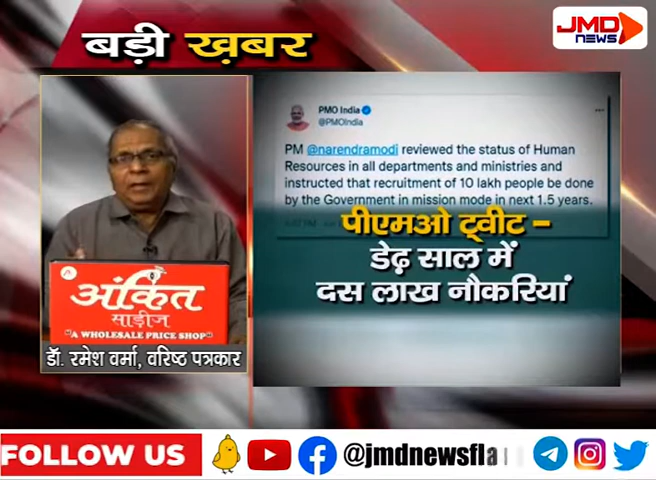 बड़ी ख़बर
JMD
NEWS
PMO India
@PMOIndia
PM @narendramodi reviewed the status of Human
Resources in all departments and ministries and
instructed that recruitment of 10 lakh people be done
by the Government in mission mode in next 1.5 years.
पीएमओ ट्वीट –
डेढ़ साल में
दस लाख नौकरियां
अंकित
साड़ीज
"A WHOLESALE PRICE SHOP"
डॉ. रमेश वर्मा, वरिष्ठ पत्रकार
FOLLOW US
@jmdnewsfla